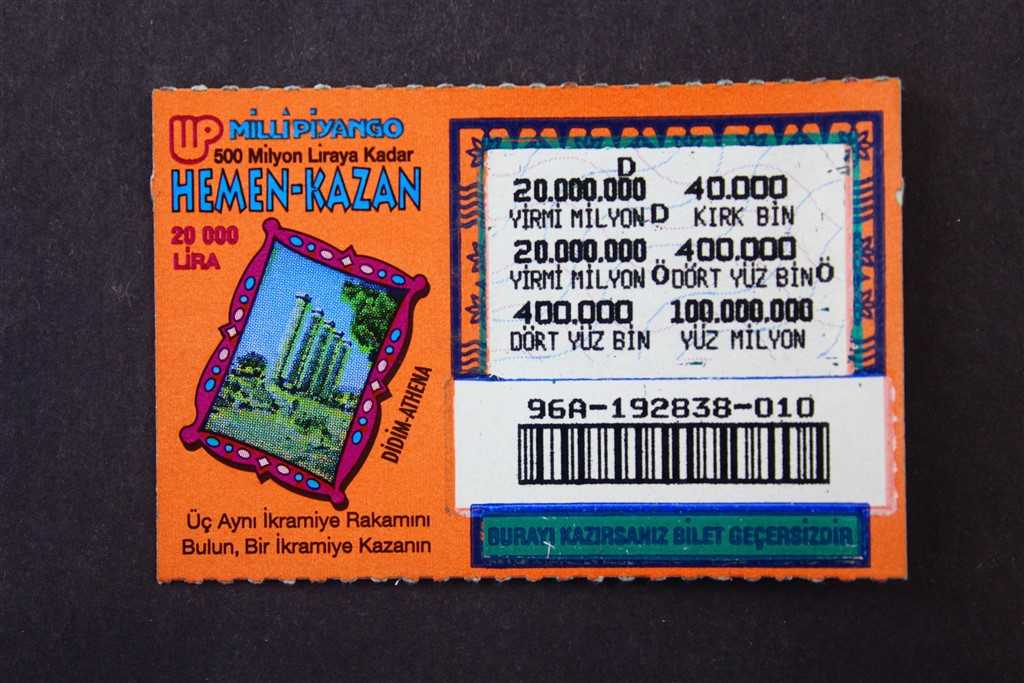 MİLLÎ PİYANGO
500 Milyon Liraya Kadar
HEMEN-KAZAN
20 000
LİRA
DİDİM-ATHENA
Üç Aynı İkramiye Rakamını
Bulun, Bir İkramiye Kazanın
D
20.000.000 40.000
YİRMİ MİLYON D KIRK BİN
20.000.000 400.000
YİRMİ MİLYON Ö DÖRT YÜZ BİN Ö
400.000 100.000.000
DÖRT YÜZ BİN YÜZ MİLYON
96A-192838-010
BURAYI KAZIRSANIZ BİLET GEÇERSİZDİR